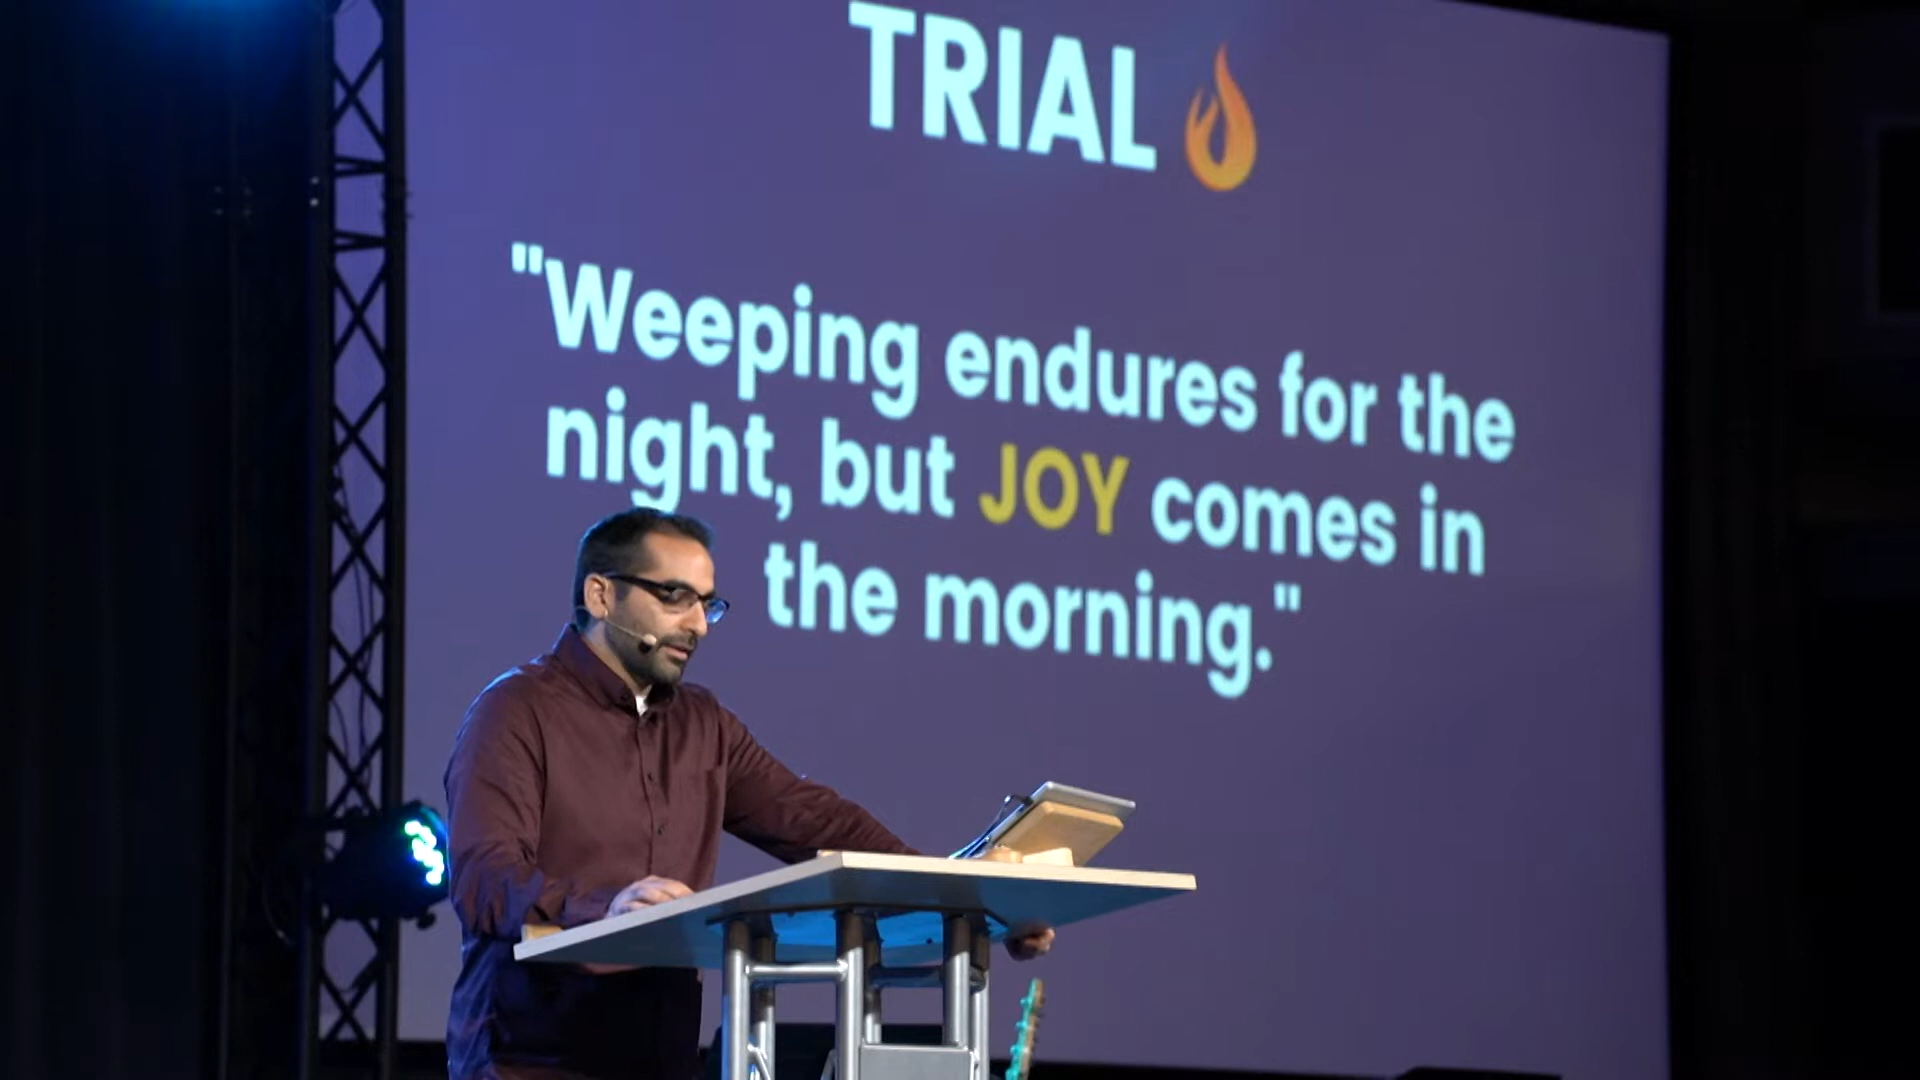 TRIAL
"Weeping endures for the
night, but JOY comes in
the morning."